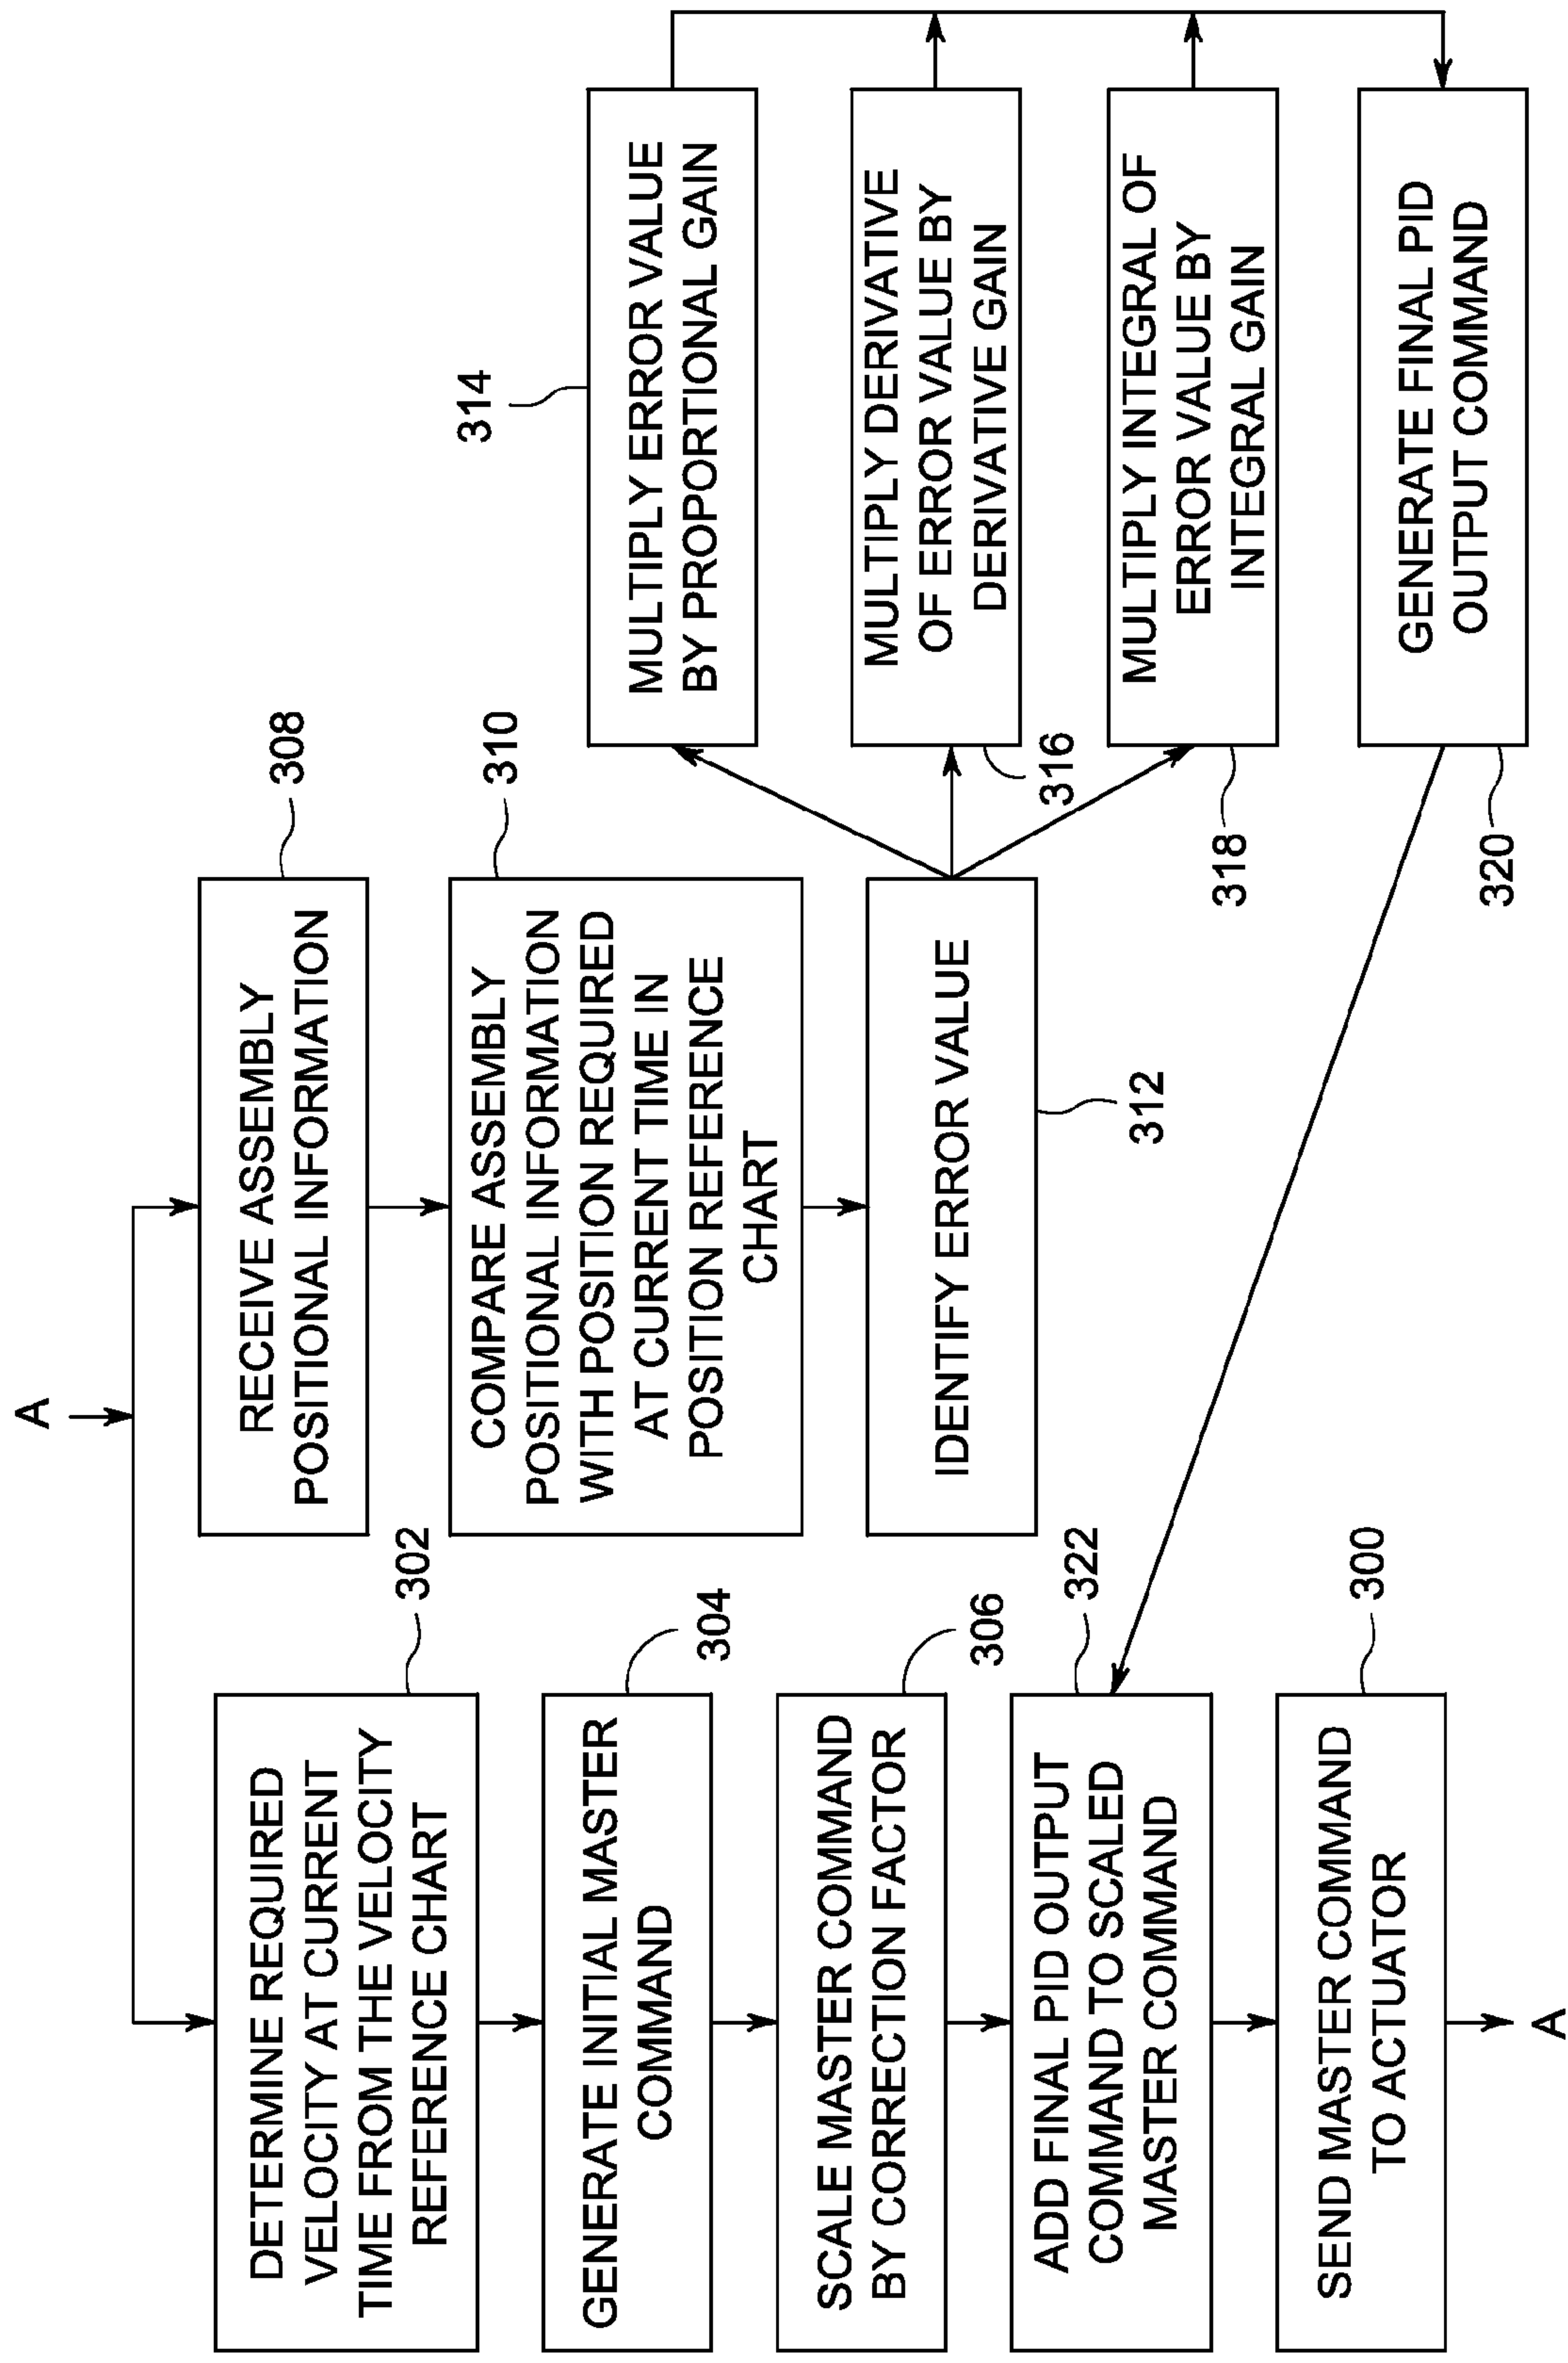 A
DETERMINE REQUIRED
VELOCITY AT CURRENT
TIME FROM THE VELOCITY
REFERENCE CHART
302
GENERATE INITIAL MASTER
COMMAND
304
SCALE MASTER COMMAND
BY CORRECTION FACTOR
306
ADD FINAL PID OUTPUT
COMMAND TO SCALED
MASTER COMMAND
322
SEND MASTER COMMAND
TO ACTUATOR
300
A
RECEIVE ASSEMBLY
POSITIONAL INFORMATION
308
COMPARE ASSEMBLY
POSITIONAL INFORMATION
WITH POSITION REQUIRED
AT CURRENT TIME IN
POSITION REFERENCE
CHART
310
IDENTIFY ERROR VALUE
312
MULTIPLY ERROR VALUE
BY PROPORTIONAL GAIN
314
MULTIPLY DERIVATIVE
OF ERROR VALUE BY
DERIVATIVE GAIN
316
MULTIPLY INTEGRAL OF
ERROR VALUE BY
INTEGRAL GAIN
318
GENERATE FINAL PID
OUTPUT COMMAND
320